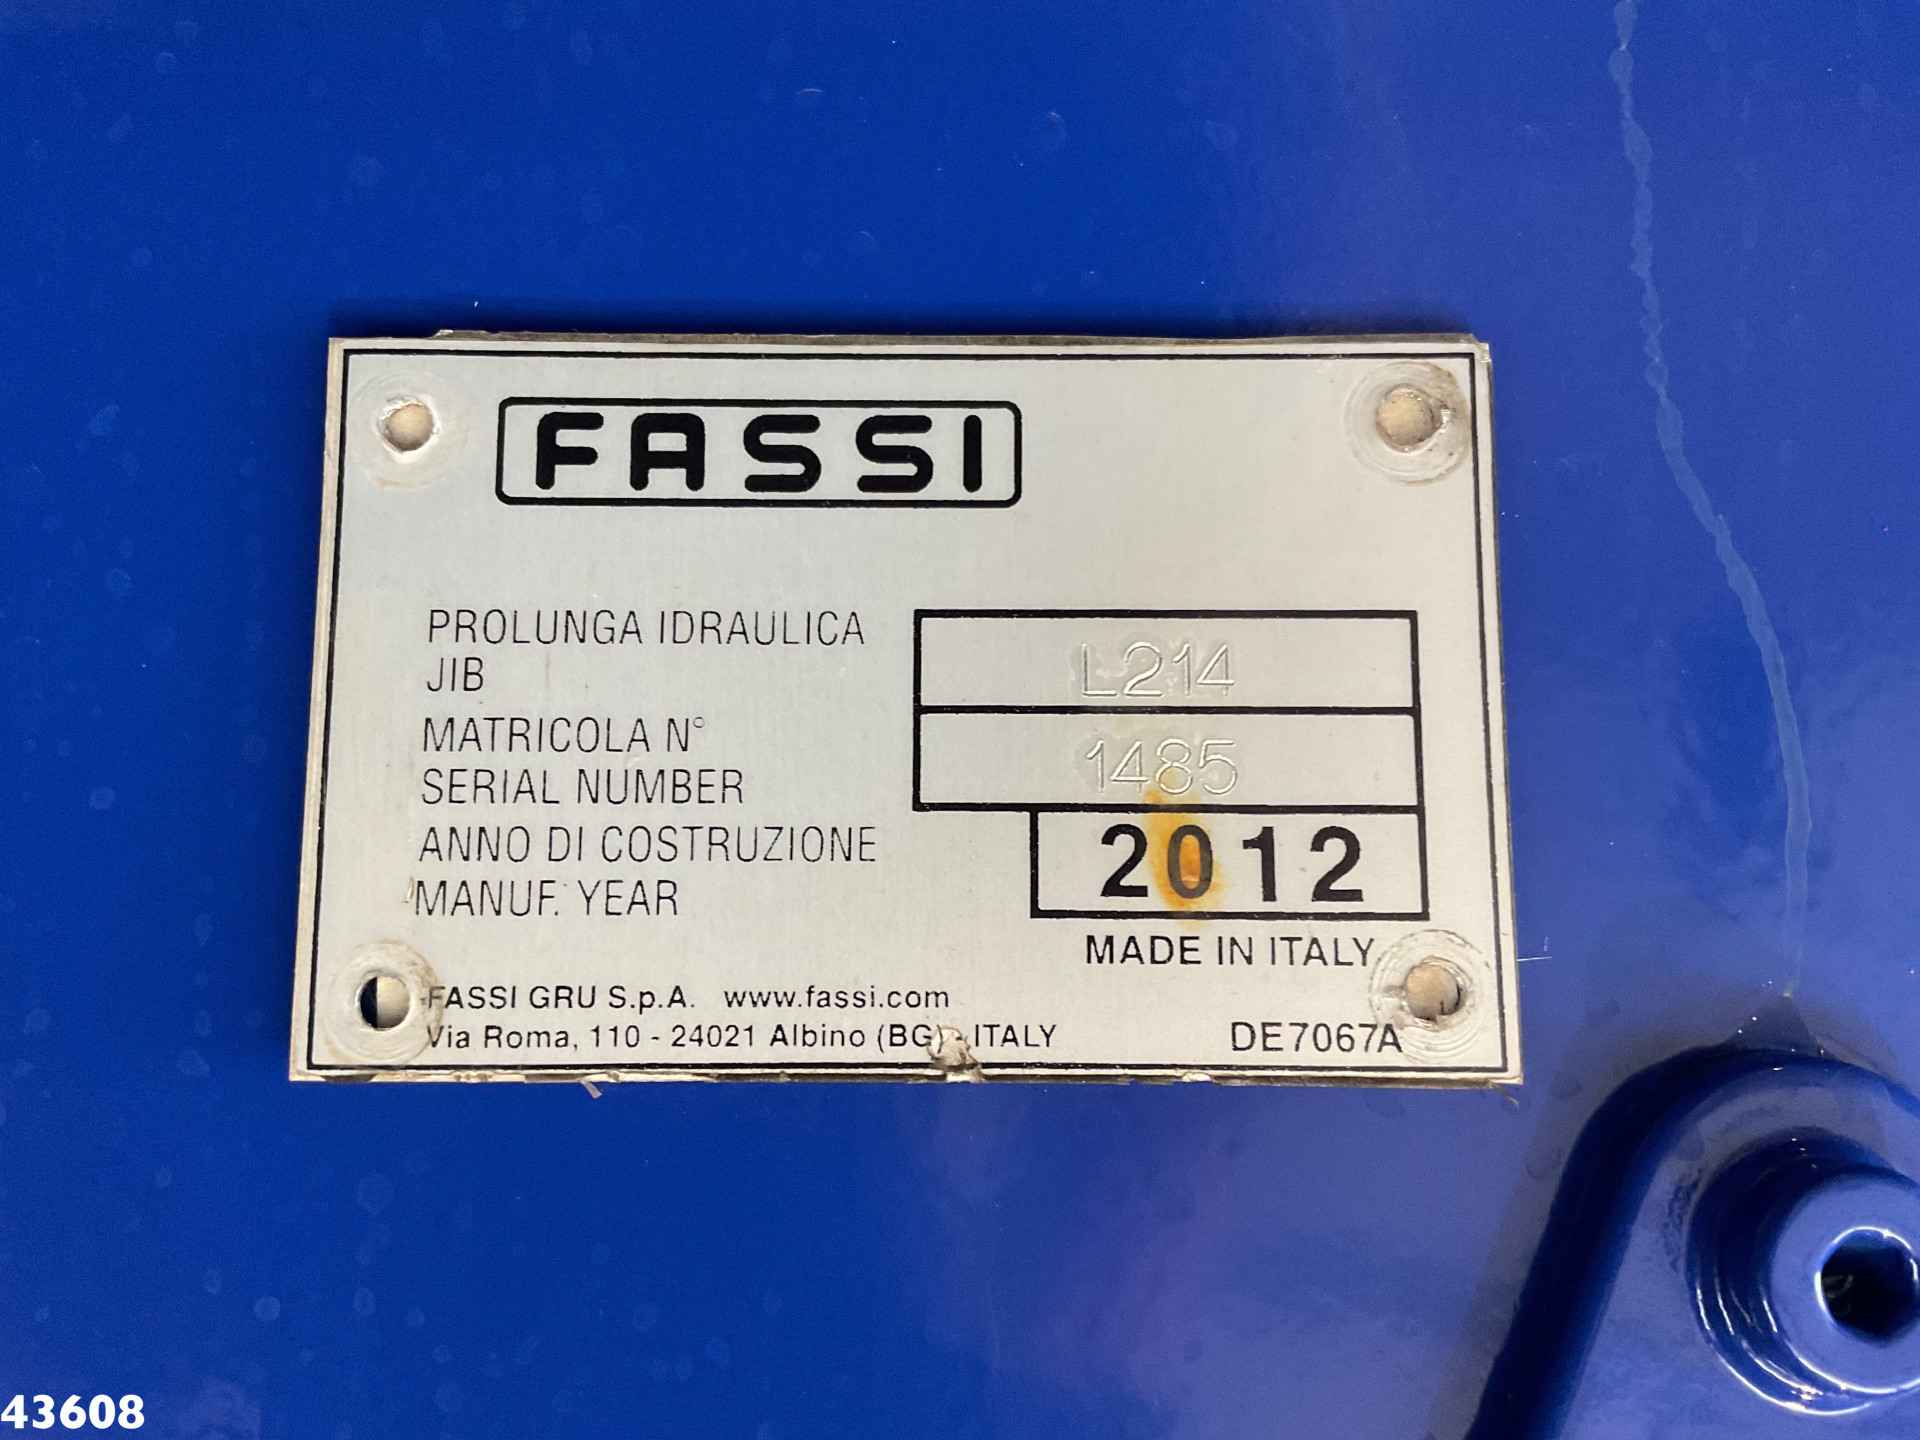 FASSI
PROLUNGA IDRAULICA
JIB
L214
MATRICOLA N°
SERIAL NUMBER
1485
ANNO DI COSTRUZIONE
MANUF. YEAR
2012
MADE IN ITALY
FASSI GRU S.p.A. www.fassi.com
Via Roma, 110 - 24021 Albino (BG) - ITALY
DE7067A
43608